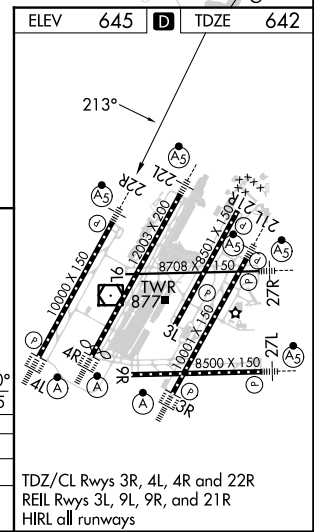 ELEV 645 D TDZE 642
213°
A5
A5
22R
22L
P
21R
P
21L
A5
A5
10000 X 150
12003 X 200
8501 X 150
9L
8708 X 150
P
27R
TWR
877
P
3L
10001 X 150
P
4R
27L
A5
9R
8500 X 150
P
4L
A
A
A
3R
P
TDZ/CL Rwys 3R, 4L, 4R and 22R
REIL Rwys 3L, 9L, 9R, and 21R
HIRL all runways